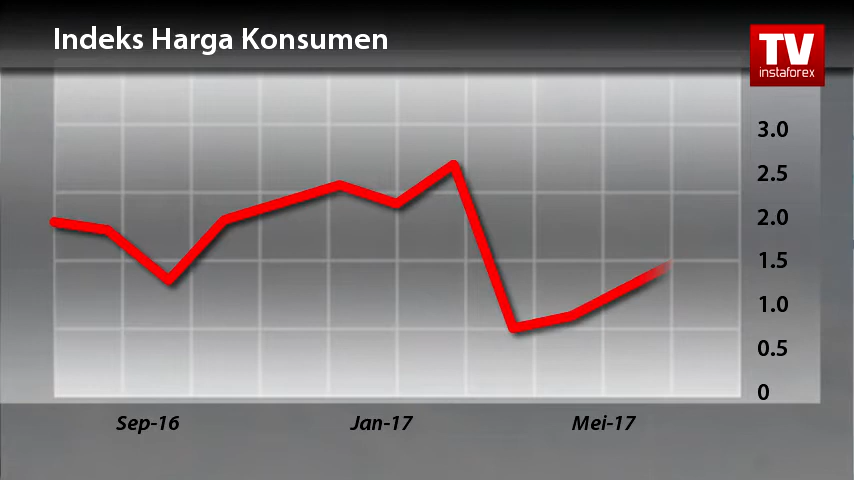 Indeks Harga Konsumen
TV
instaforex
3.0
2.5
2.0
1.5
1.0
0.5
0
Sep-16
Jan-17
Mei-17